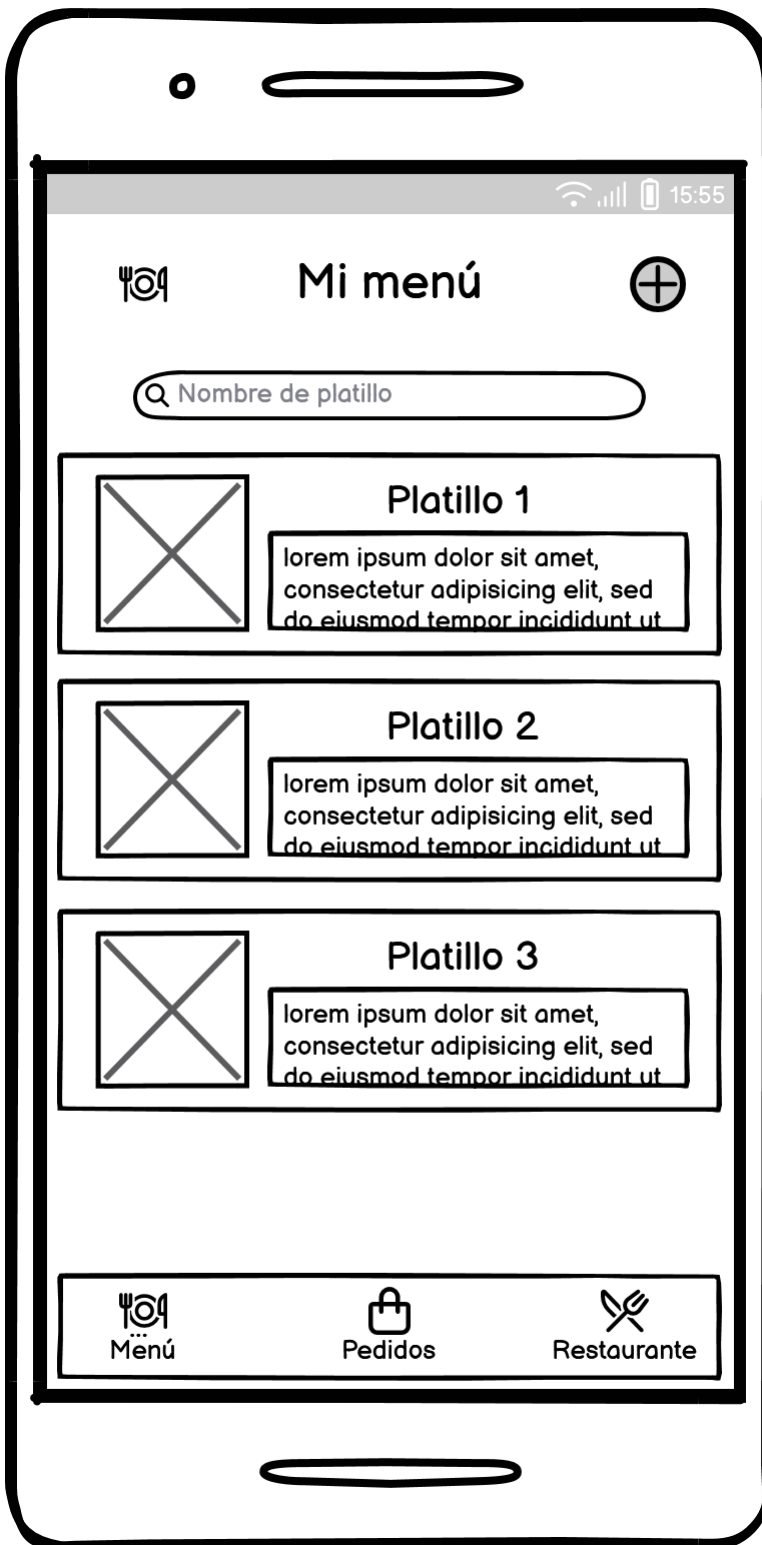 15:55
Mi menú
Nombre de platillo
Platillo 1
lorem ipsum dolor sit amet,
consectetur adipisicing elit, sed
do eiusmod tempor incididunt ut
Platillo 2
lorem ipsum dolor sit amet,
consectetur adipisicing elit, sed
do eiusmod tempor incididunt ut
Platillo 3
lorem ipsum dolor sit amet,
consectetur adipisicing elit, sed
do eiusmod tempor incididunt ut
...
Menú Pedidos Restaurante